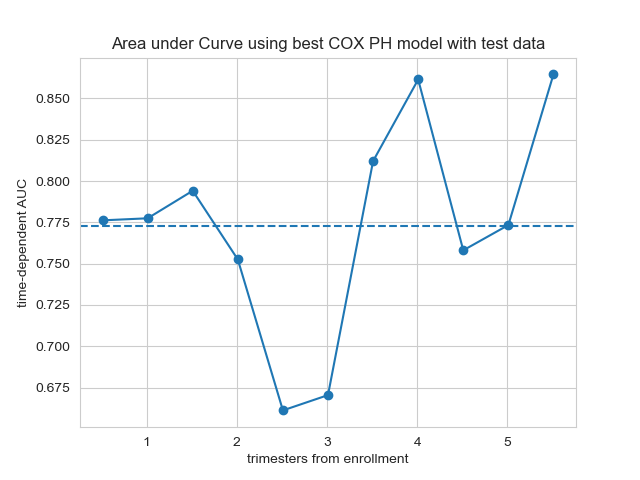 Area under Curve using best COX PH model with test data
time-dependent AUC
0.850
0.825
0.800
0.775
0.750
0.725
0.700
0.675
1 2 3 4 5
trimesters from enrollment